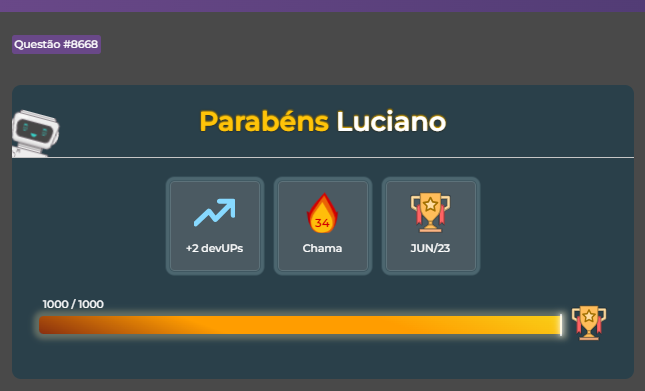 Questão #8668
Parabéns Luciano
34
+2 devUPs
Chama
JUN/23
1000 / 1000